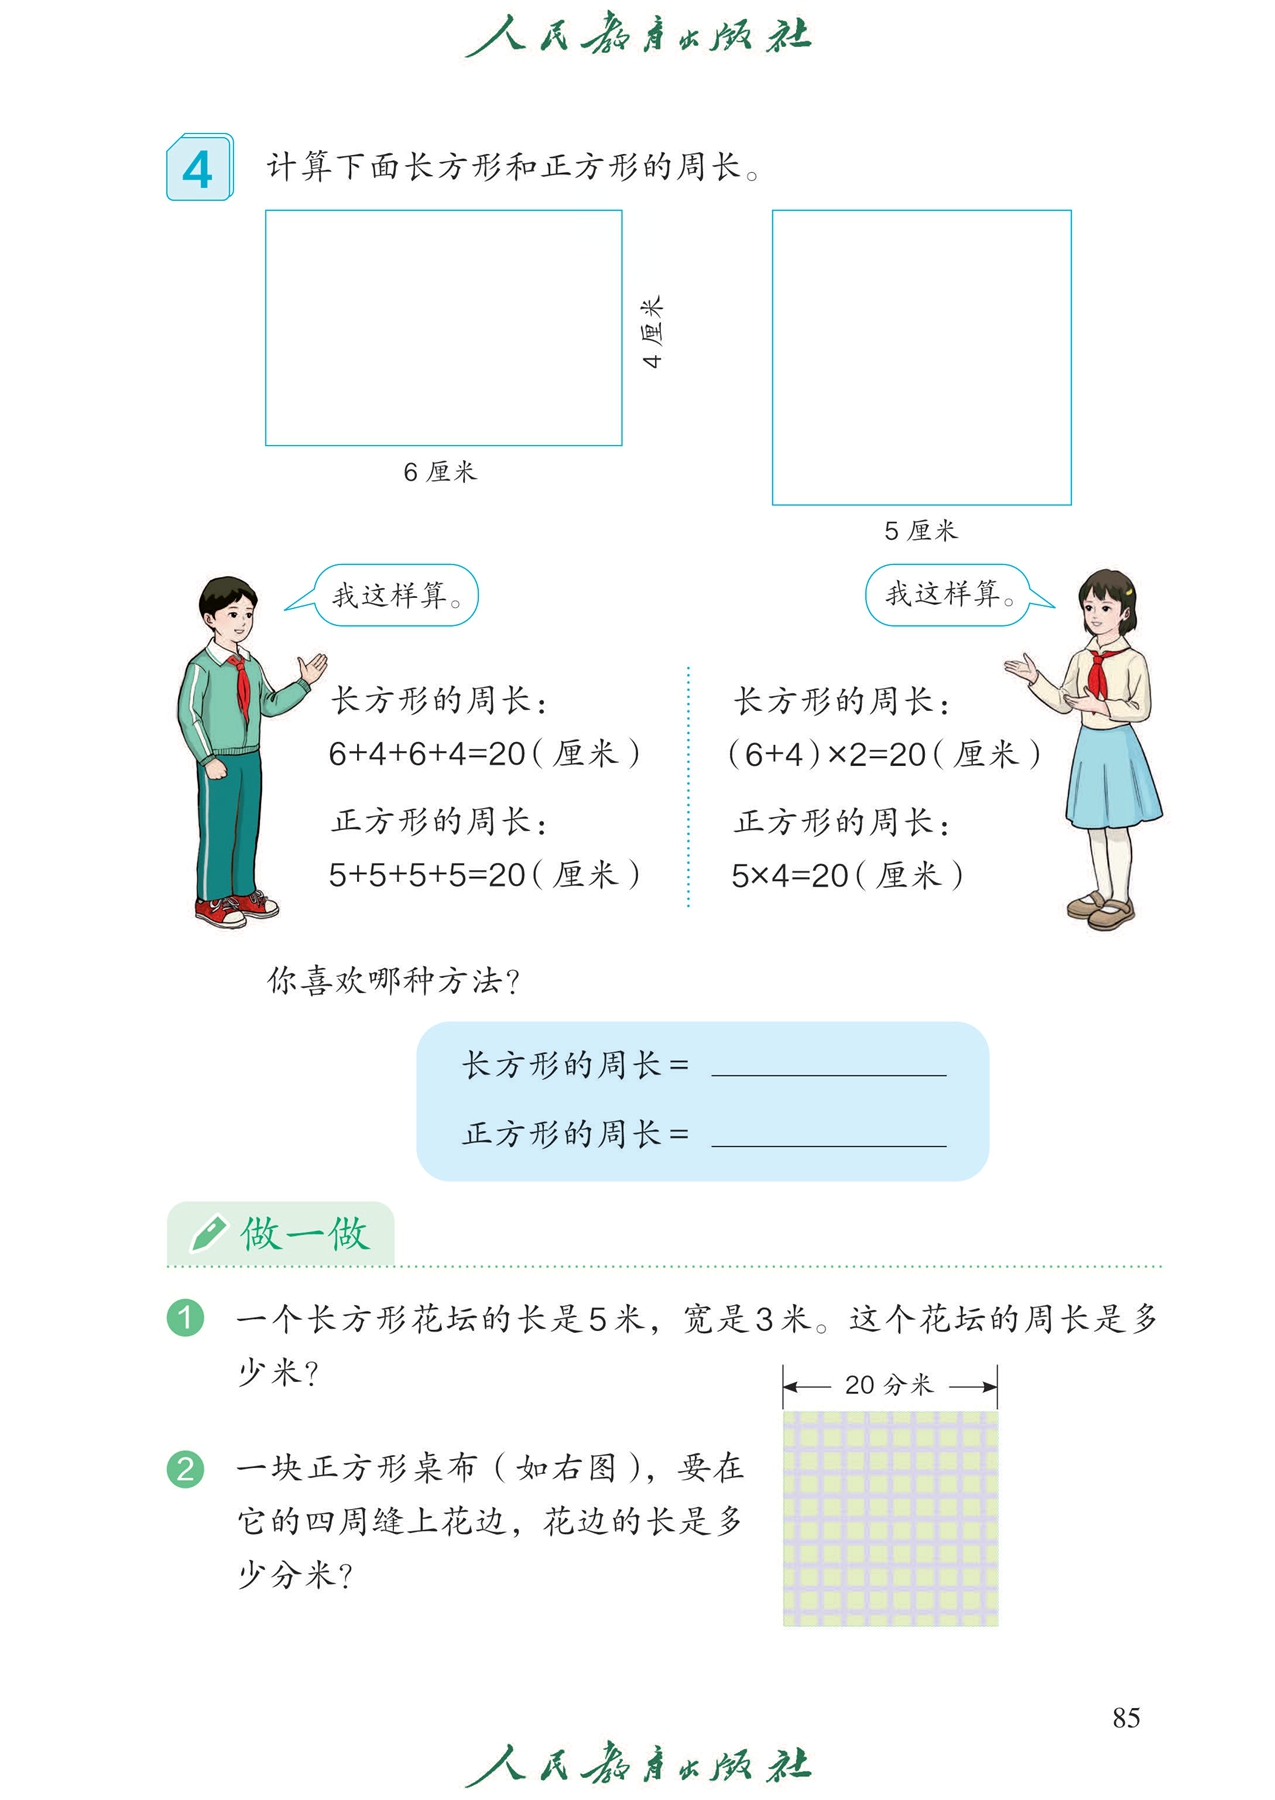 人民教育出版社
4 计算下面长方形和正方形的周长。
4 厘米
6 厘米
5 厘米
我这样算。
我这样算。
长方形的周长：
6+4+6+4=20（厘米）
正方形的周长：
5+5+5+5=20（厘米）
长方形的周长：
（6+4）×2=20（厘米）
正方形的周长：
5×4=20（厘米）
你喜欢哪种方法？
长方形的周长＝
正方形的周长＝
做一做
1 一个长方形花坛的长是5米，宽是3米。这个花坛的周长是多
少米？
20 分米
2 一块正方形桌布（如右图），要在
它的四周缝上花边，花边的长是多
少分米？
85
人民教育出版社